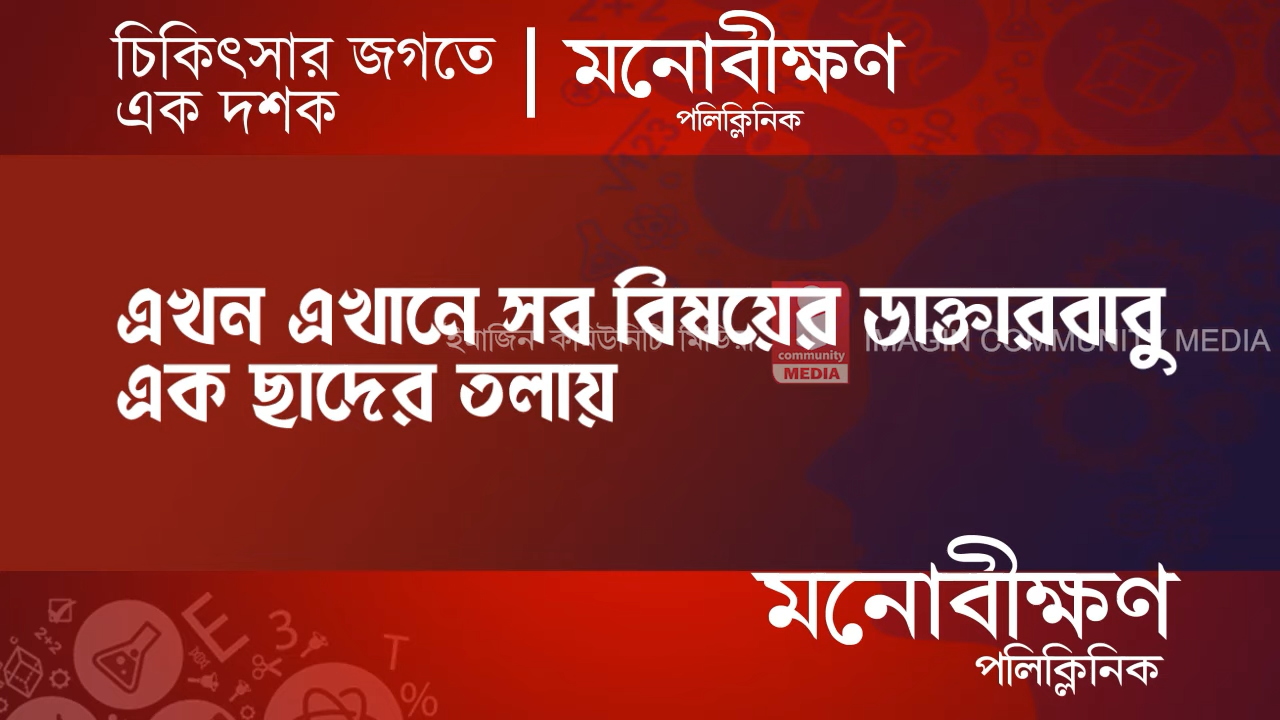 চিকিৎসার জগতে
এক দশক
মনোবীক্ষণ
পলিক্লিনিক
এখন এখানে সব বিষয়ের ডাক্তারবাবু
এক ছাদের তলায়
ইমাজিন কমিউনিটি মিডিয়া
community
MEDIA
IMAGIN COMMUNITY MEDIA
মনোবীক্ষণ
পলিক্লিনিক